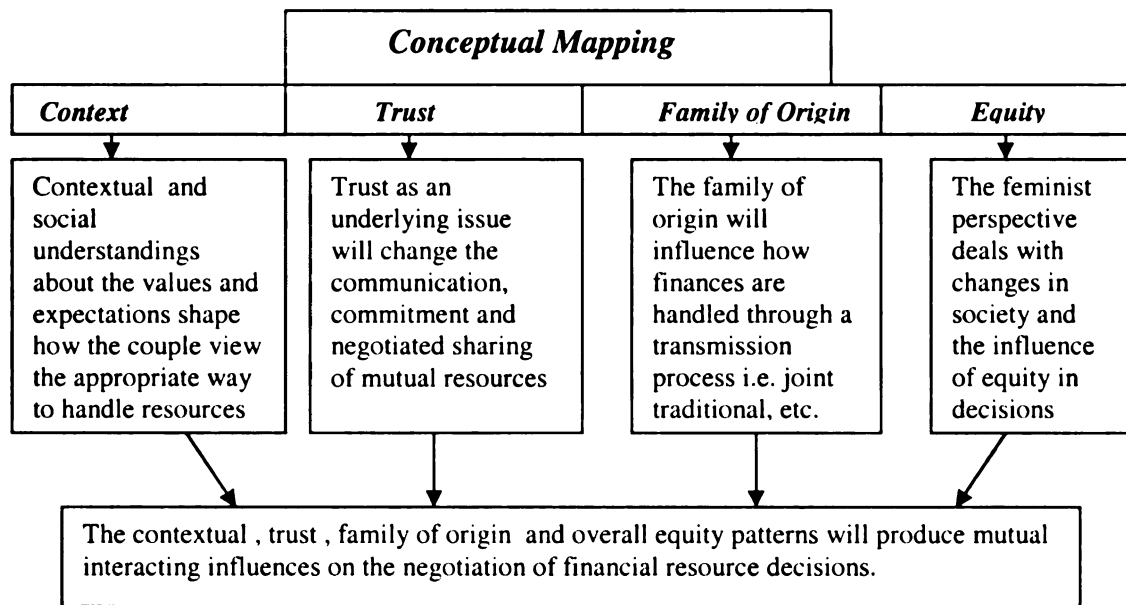 Conceptual Mapping
Context
Trust
Family of Origin
Equity
Contextual and
social
understandings
about the values and
expectations shape
how the couple view
the appropriate way
to handle resources
Trust as an
underlying issue
will change the
communication,
commitment and
negotiated sharing
of mutual resources
The family of
origin will
influence how
finances are
handled through a
transmission
process i.e. joint
traditional, etc.
The feminist
perspective
deals with
changes in
society and
the influence
of equity in
decisions
The contextual , trust , family of origin and overall equity patterns will produce mutual
interacting influences on the negotiation of financial resource decisions.